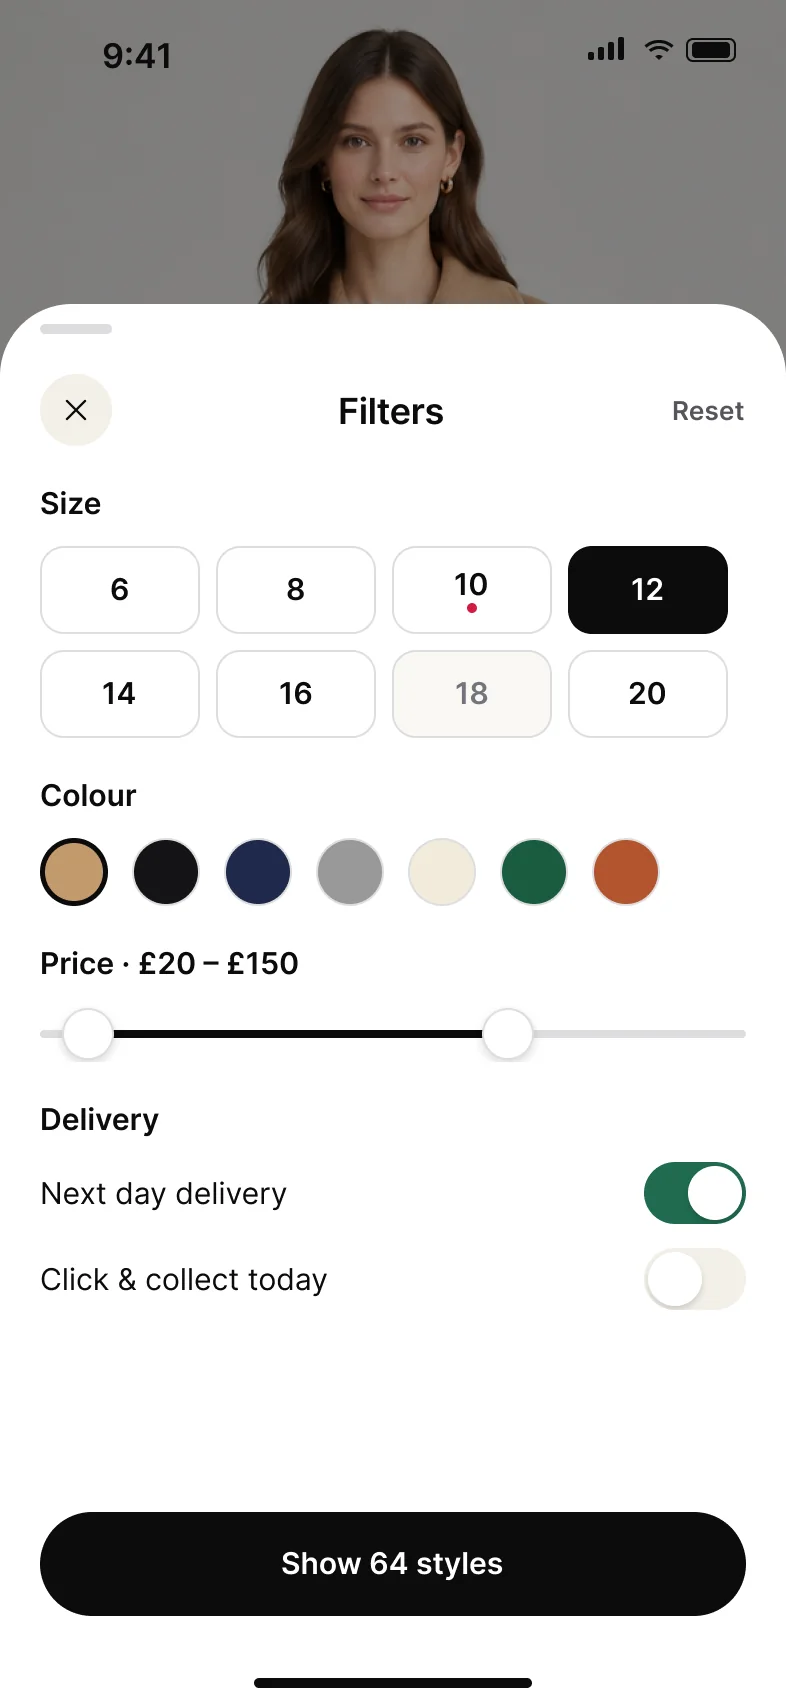 9:41
Filters
Reset
Size
6
8
10
12
14
16
18
20
Colour
Price · £20 – £150
Delivery
Next day delivery
Click & collect today
Show 64 styles